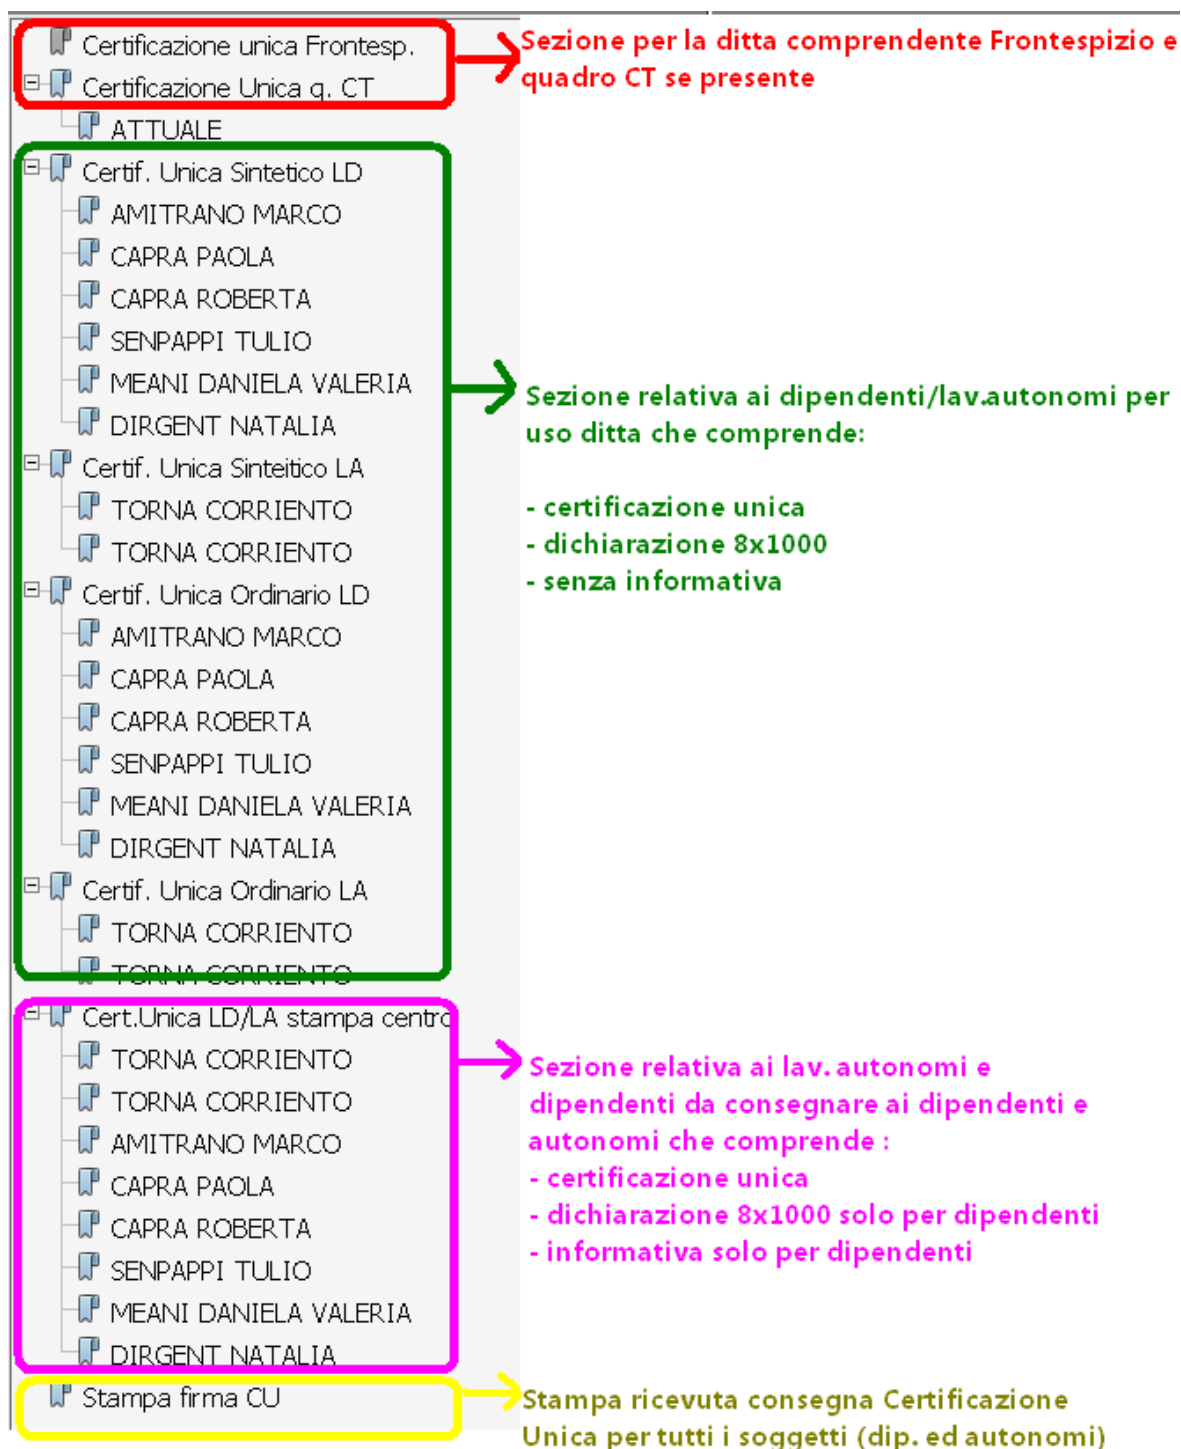 Certificazione unica Frontesp.
Certificazione Unica q. CT
ATTUALE
Sezione per la ditta comprendente Frontespizio e
quadro CT se presente
Certif. Unica Sintetico LD
AMITRANO MARCO
CAPRA PAOLA
CAPRA ROBERTA
SENPAPPI TULIO
MEANI DANIELA VALERIA
DIRGENT NATALIA
Certif. Unica Sinteitico LA
TORNA CORRIENTO
TORNA CORRIENTO
Certif. Unica Ordinario LD
AMITRANO MARCO
CAPRA PAOLA
CAPRA ROBERTA
SENPAPPI TULIO
MEANI DANIELA VALERIA
DIRGENT NATALIA
Certif. Unica Ordinario LA
TORNA CORRIENTO
TORNA CORRIENTO
Sezione relativa ai dipendenti/lav.autonomi per
uso ditta che comprende:
- certificazione unica
- dichiarazione 8x1000
- senza informativa
Cert.Unica LD/LA stampa centro
TORNA CORRIENTO
TORNA CORRIENTO
AMITRANO MARCO
CAPRA PAOLA
CAPRA ROBERTA
SENPAPPI TULIO
MEANI DANIELA VALERIA
DIRGENT NATALIA
Sezione relativa ai lav. autonomi e
dipendenti da consegnare ai dipendenti e
autonomi che comprende :
- certificazione unica
- dichiarazione 8x1000 solo per dipendenti
- informativa solo per dipendenti
Stampa firma CU
Stampa ricevuta consegna Certificazione
Unica per tutti i soggetti (dip. ed autonomi)